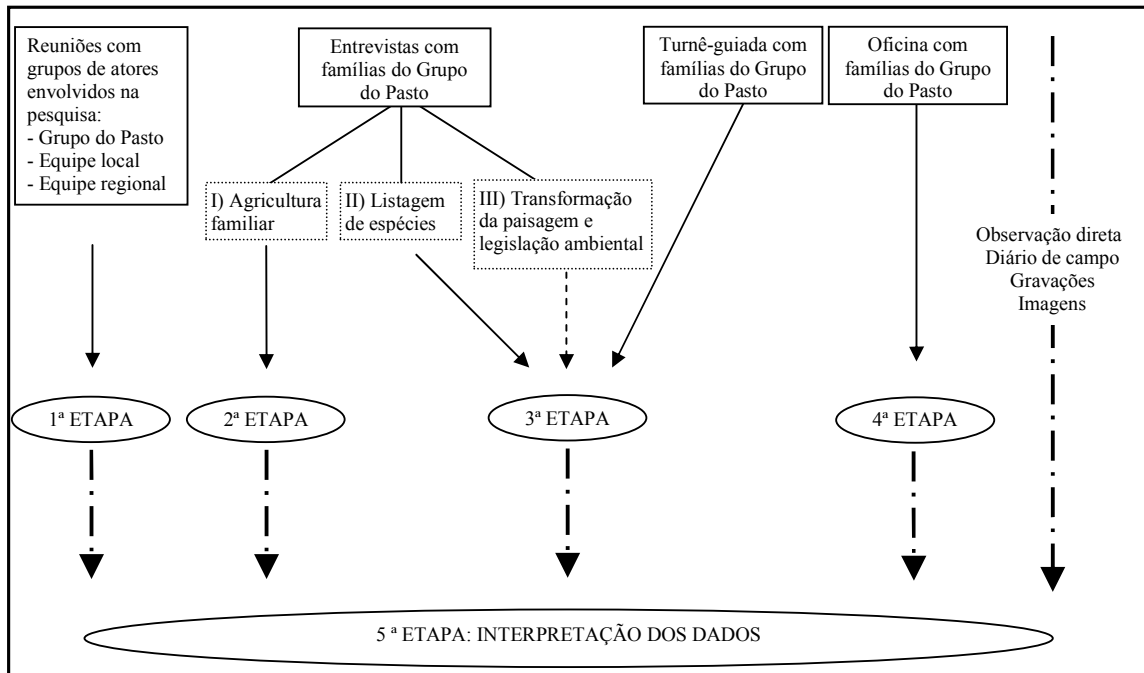 Reuniões com
grupos de atores
envolvidos na
pesquisa:
- Grupo do Pasto
- Equipe local
- Equipe regional
Entrevistas com
famílias do Grupo
do Pasto
Turnê-guiada com
famílias do Grupo
do Pasto
Oficina com
famílias do Grupo
do Pasto
I) Agricultura
familiar
II) Listagem
de espécies
III) Transformação
da paisagem e
legislação ambiental
Observação direta
Diário de campo
Gravações
Imagens
1ª ETAPA
2ª ETAPA
3ª ETAPA
4ª ETAPA
5 ª ETAPA: INTERPRETAÇÃO DOS DADOS